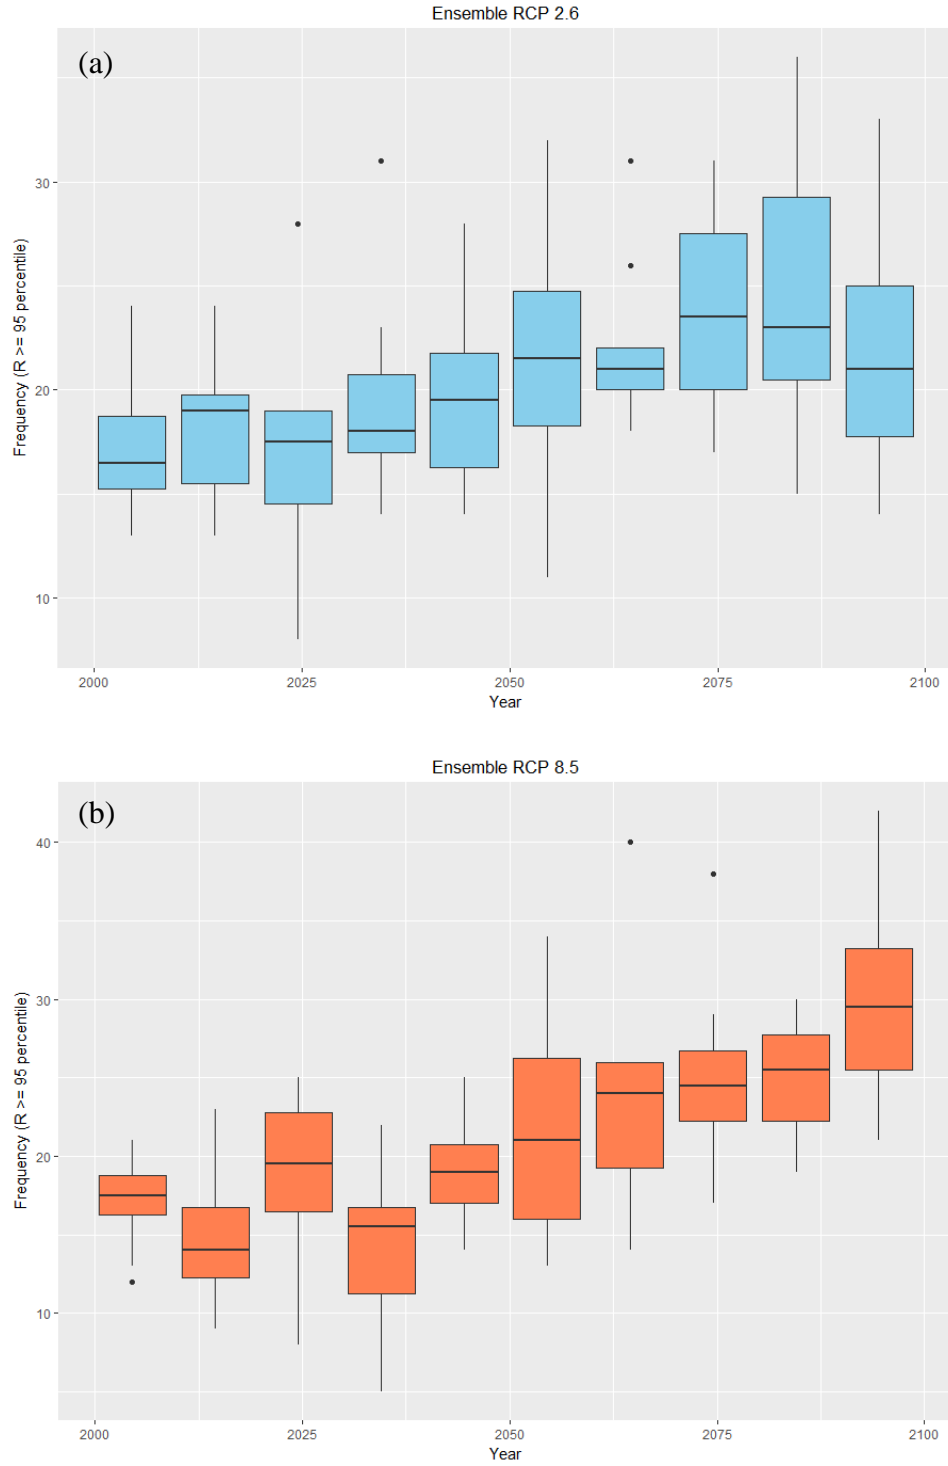 Ensemble RCP 2.6
(a)
Frequency (R >= 95 percentile)
30
20
10
2000 2025 2050 2075 2100
Year
Ensemble RCP 8.5
(b)
Frequency (R >= 95 percentile)
40
30
20
10
2000 2025 2050 2075 2100
Year